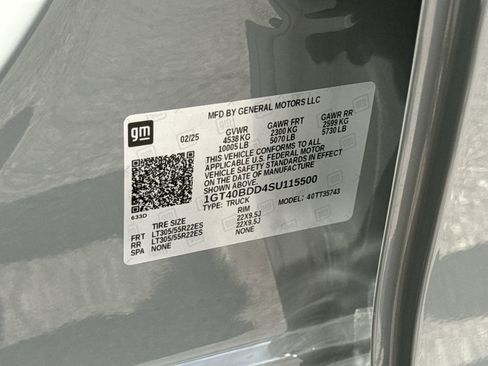 MFD BY GENERAL MOTORS LLC
gm
02/25
GVWR GAWR FRT GAWR RR
4538 KG 2300 KG 2599 KG
10005 LB 5070 LB 5730 LB
THIS VEHICLE CONFORMS TO ALL
APPLICABLE U.S. FEDERAL MOTOR
VEHICLE SAFETY STANDARDS IN EFFECT
ON THE DATE OF MANUFACTURE
SHOWN ABOVE.
1GT40BDD4SU115500
TYPE: TRUCK MODEL: 40TT35743
633D
TIRE SIZE RIM
FRT LT305/55R22ES 22X9.5J
RR LT305/55R22ES 22X9.5J
SPA NONE NONE